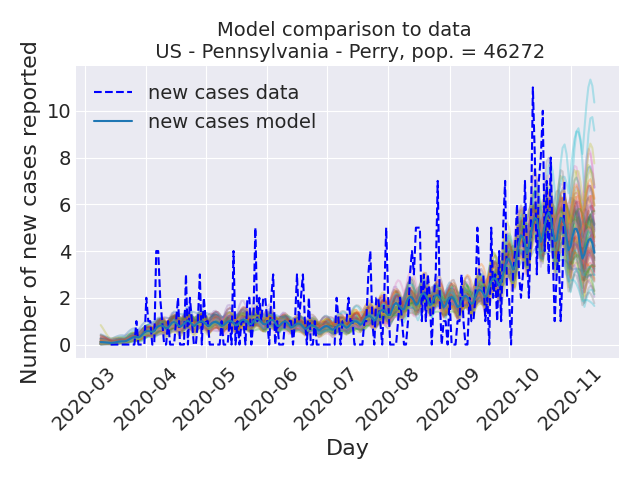 Model comparison to data
US - Pennsylvania - Perry, pop. = 46272
Number of new cases reported
new cases data
new cases model
10
8
6
4
2
0
2020-03
2020-04
2020-05
2020-06
2020-07
2020-08
2020-09
2020-10
2020-11
Day